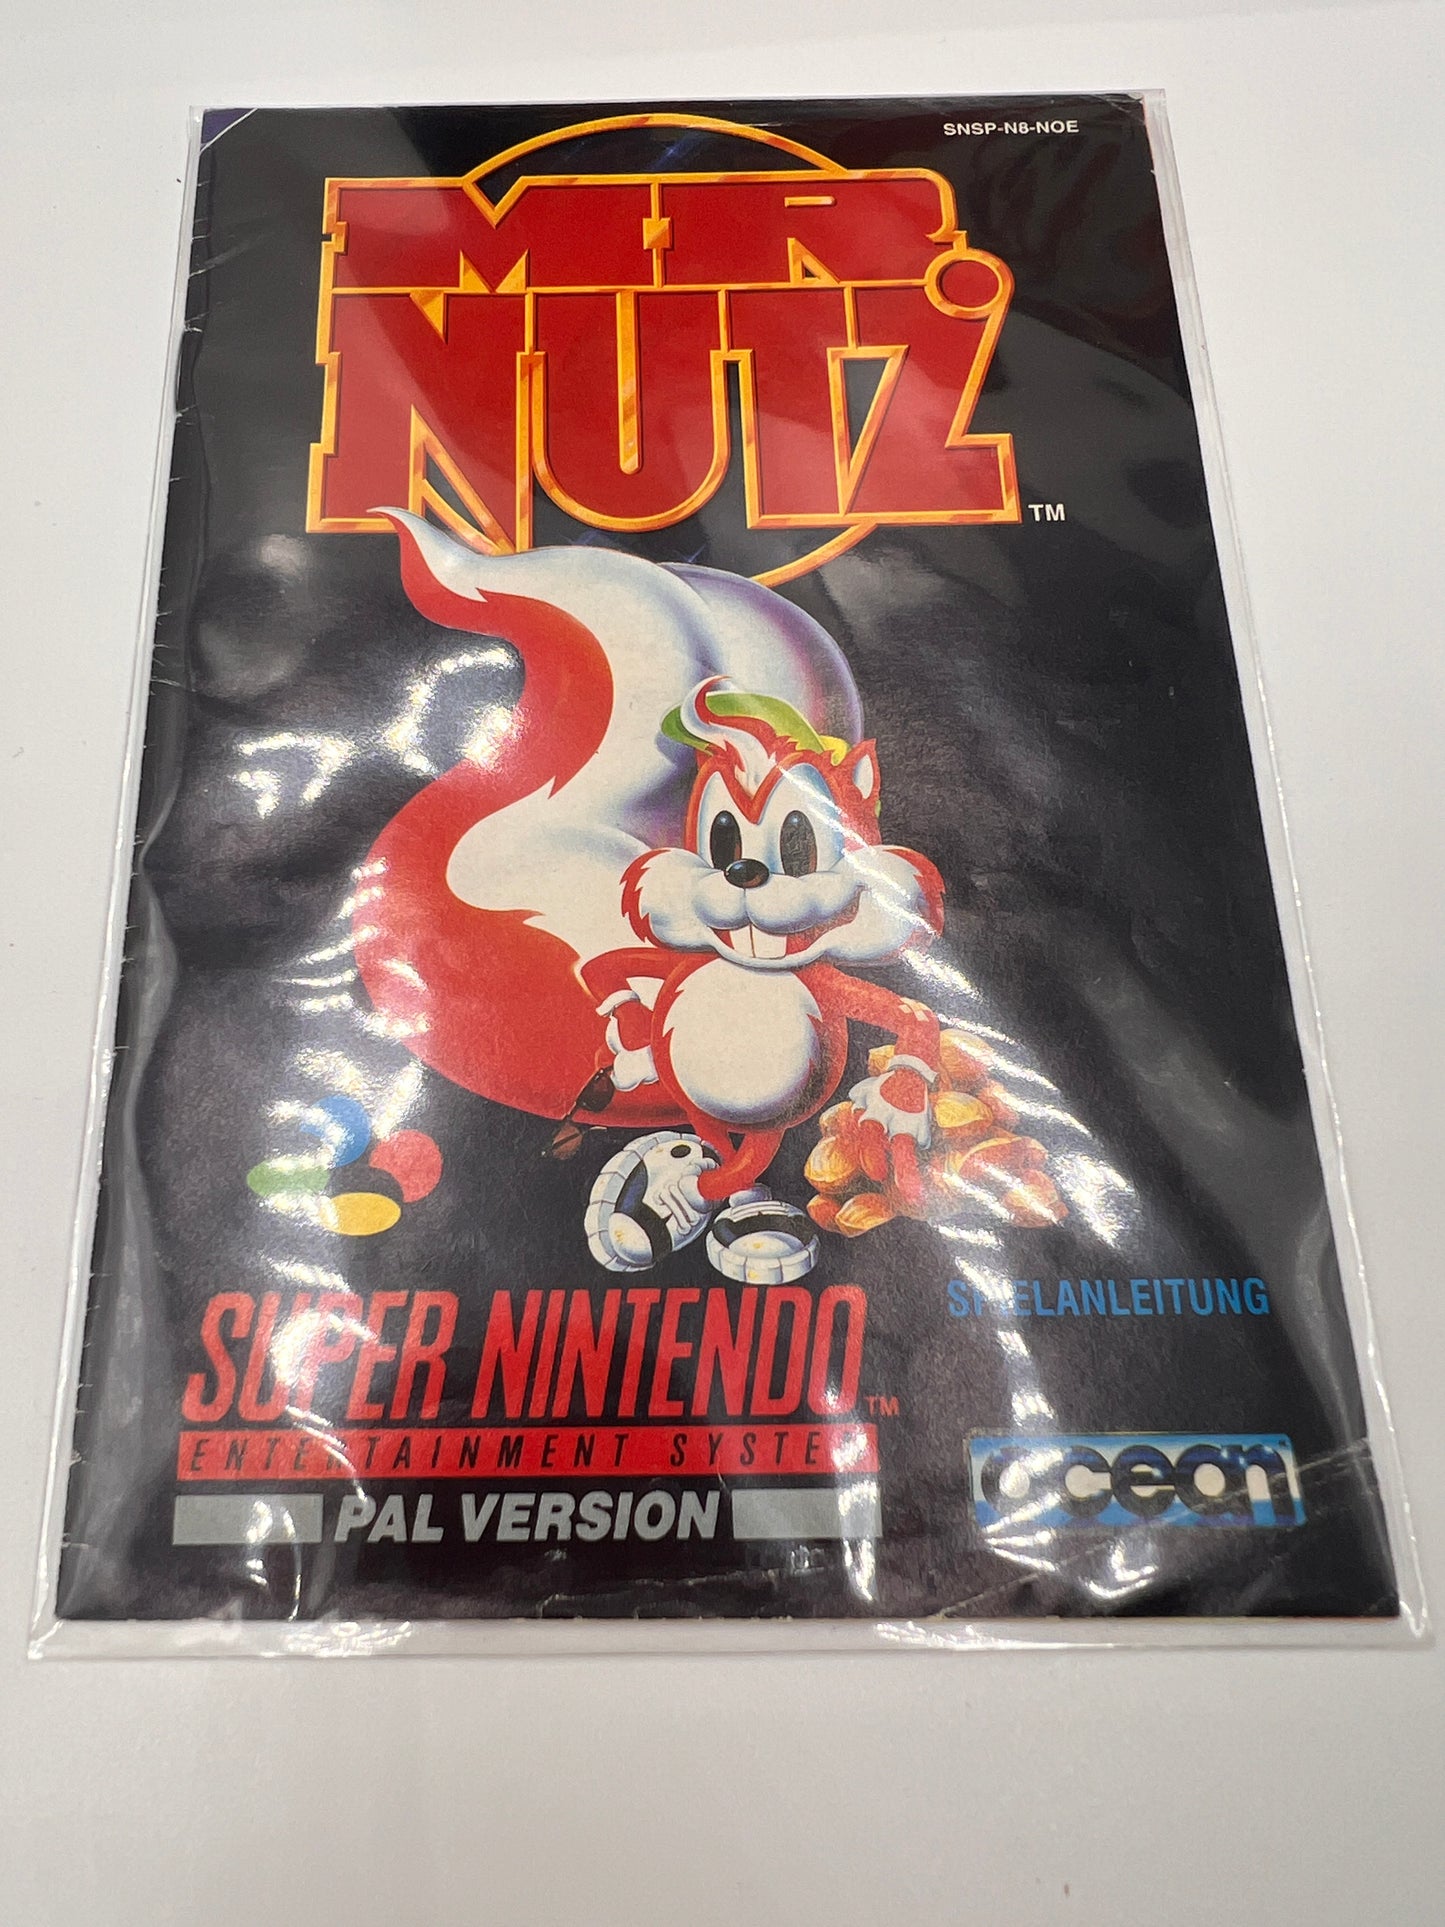 SNSP-N8-NOE
MR.
NUTZ
TM
SPIELANLEITUNG
SUPER NINTENDO TM
ENTERTAINMENT SYSTEM
PAL VERSION
ocean